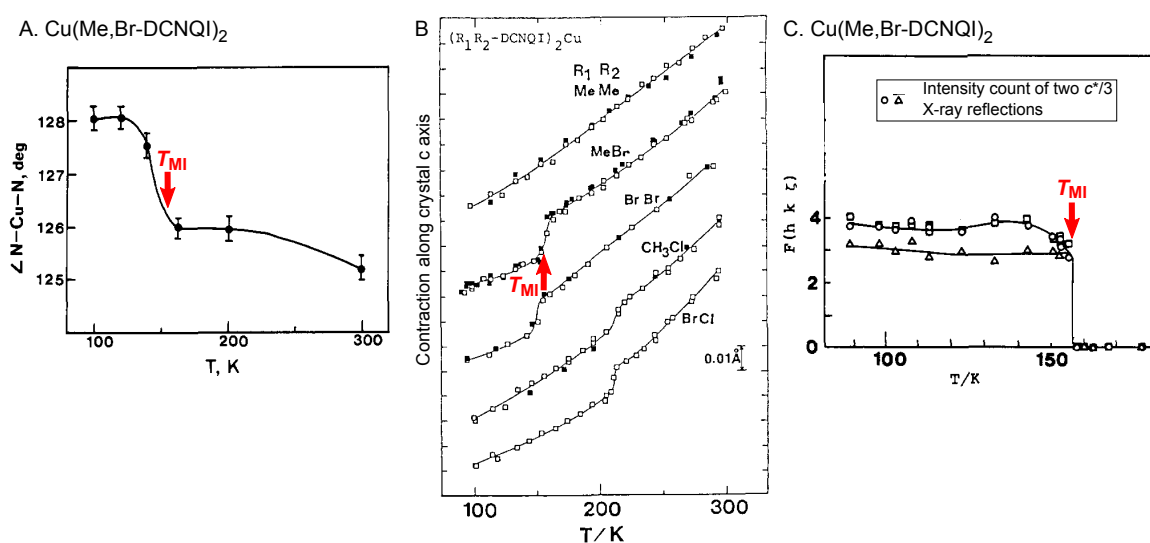 A. Cu(Me,Br-DCNQI)2
128
127
126
125
∠ N–Cu–N, deg
TMI
100
200
300
T, K
B
(R1R2-DCNQI)2Cu
R1 R2
Me Me
MeBr
Br Br
CH3Cl
BrCl
TMI
0.01Å
Contraction along crystal c axis
100
200
300
T/K
C. Cu(Me,Br-DCNQI)2
Intensity count of two c*/3
X-ray reflections
TMI
F(h k ζ)
4
2
0
100
150
T/K